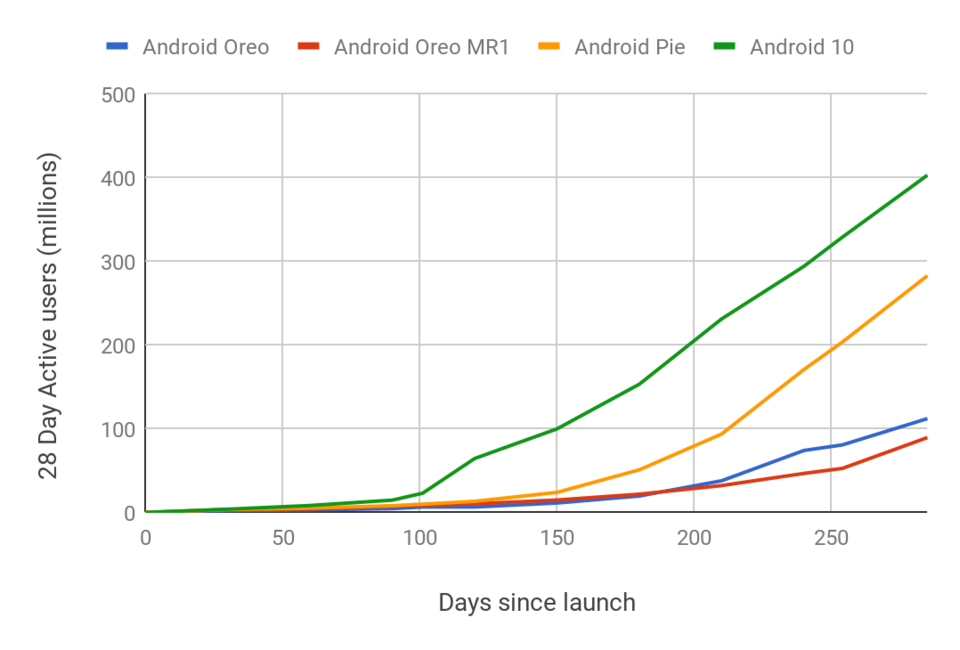 Android Oreo Android Oreo MR1 Android Pie Android 10
500
400
300
200
100
0
28 Day Active users (millions)
0 50 100 150 200 250
Days since launch